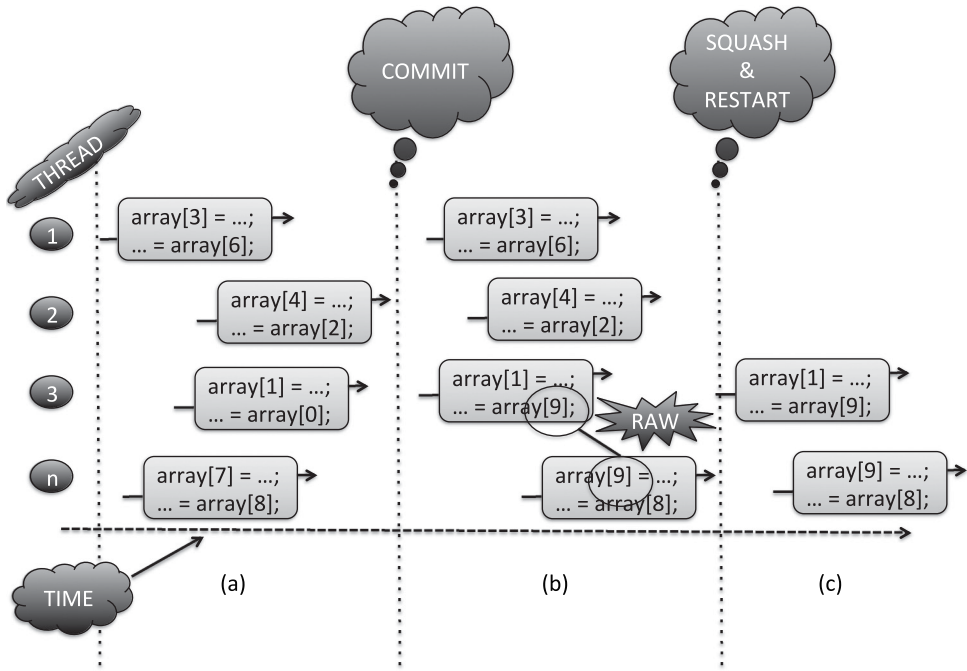 COMMIT
SQUASH
&
RESTART
THREAD
1
array[3] = ...;
... = array[6];
array[3] = ...;
... = array[6];
2
array[4] = ...;
... = array[2];
array[4] = ...;
... = array[2];
3
array[1] = ...;
... = array[0];
array[1] = ...;
... = array[9];
RAW
array[1] = ...;
... = array[9];
n
array[7] = ...;
... = array[8];
array[9] = ...;
... = array[8];
array[9] = ...;
... = array[8];
TIME
(a)
(b)
(c)